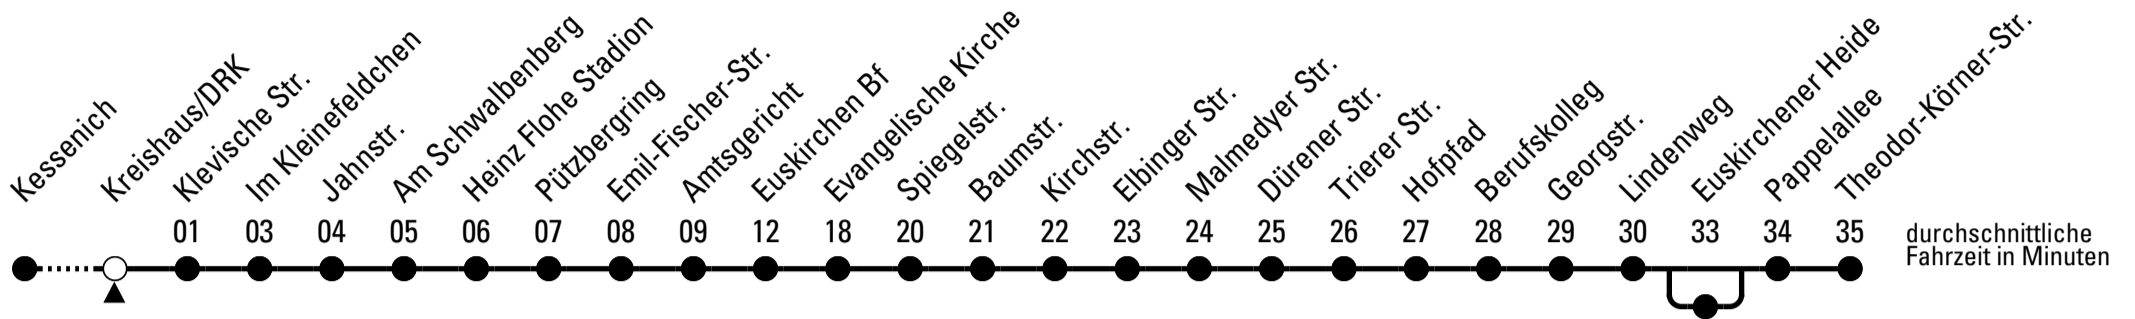 Kessenich
Kreishaus/DRK
Klevische Str.
Im Kleinefeldchen
Jahnstr.
Am Schwalbenberg
Heinz Flohe Stadion
Pützbergring
Emil-Fischer-Str.
Amtsgericht
Euskirchen Bf
Evangelische Kirche
Spiegelstr.
Baumstr.
Kirchstr.
Elbinger Str.
Malmedyer Str.
Dürener Str.
Trierer Str.
Hofpfad
Berufskolleg
Georgstr.
Lindenweg
Euskirchener Heide
Pappelallee
Theodor-Körner-Str.
01 03 04 05 06 07 08 09 12 18 20 21 22 23 24 25 26 27 28 29 30 33 34 35
durchschnittliche
Fahrzeit in Minuten